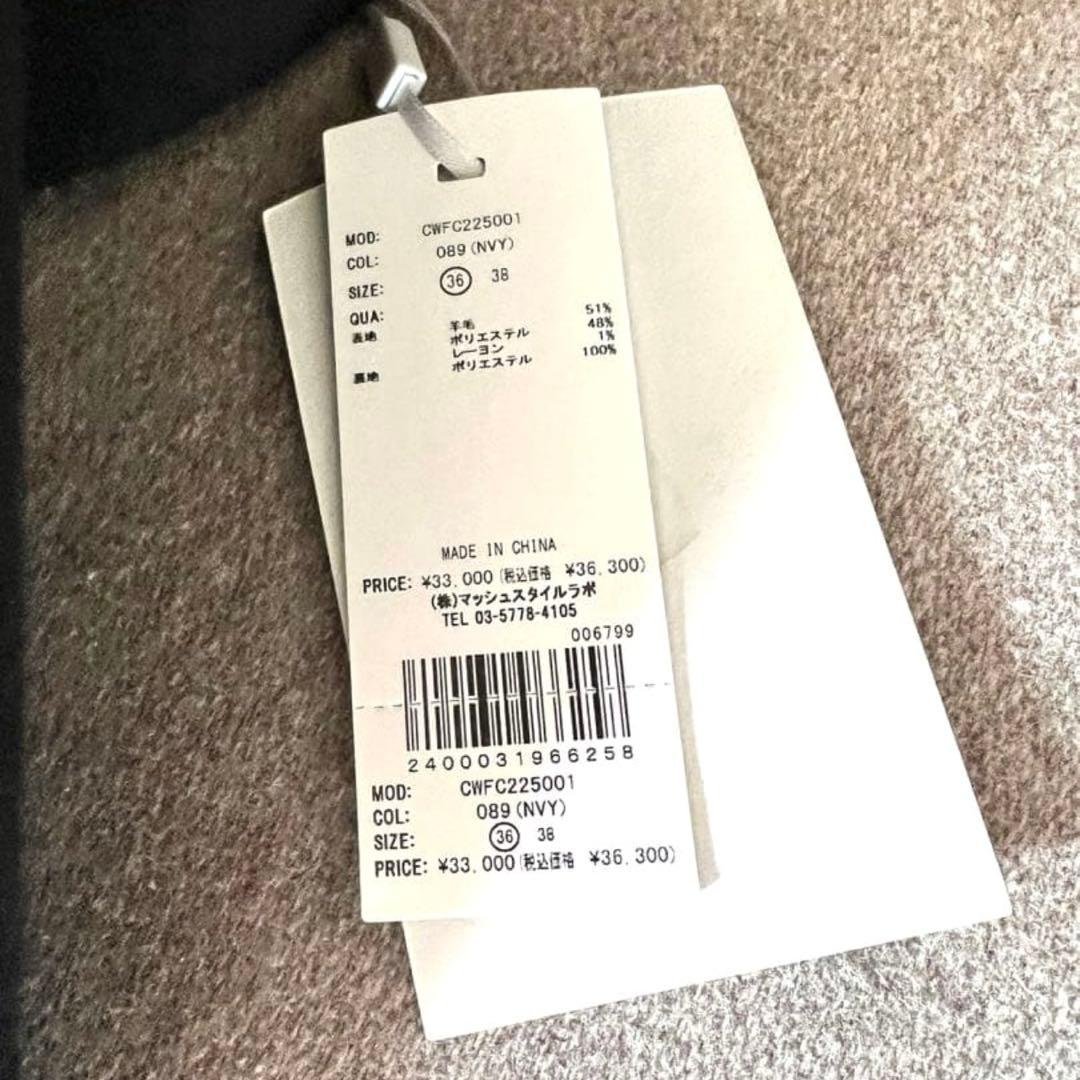 MOD: CWFC225001
COL: 089(NVY)
SIZE: 36 38
QUA:
表地 羊毛 51%
ポリエステル 48%
レーヨン 1%
裏地 ポリエステル 100%
MADE IN CHINA
PRICE: ¥33,000(税込価格 ¥36,300)
(株)マッシュスタイルラボ
TEL 03-5778-4105
006799
2400031966258
MOD: CWFC225001
COL: 089(NVY)
SIZE: 36 38
PRICE: ¥33,000(税込価格 ¥36,300)